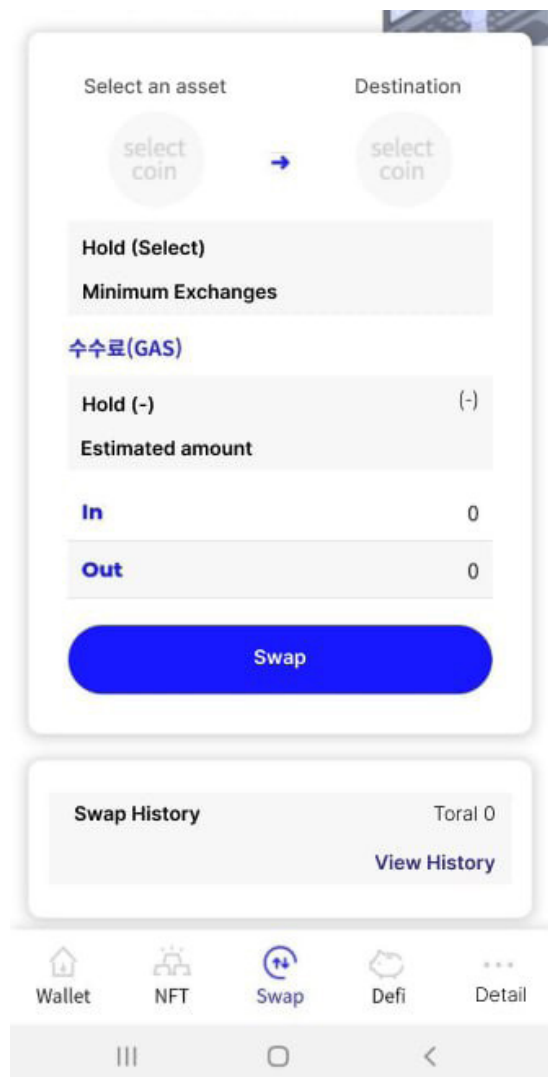 Select an asset Destination
select coin select coin
Hold (Select)
Minimum Exchanges
수수료(GAS)
Hold (-) (-)
Estimated amount
In 0
Out 0
Swap
Swap History Toral 0
View History
Wallet NFT Swap Defi Detail